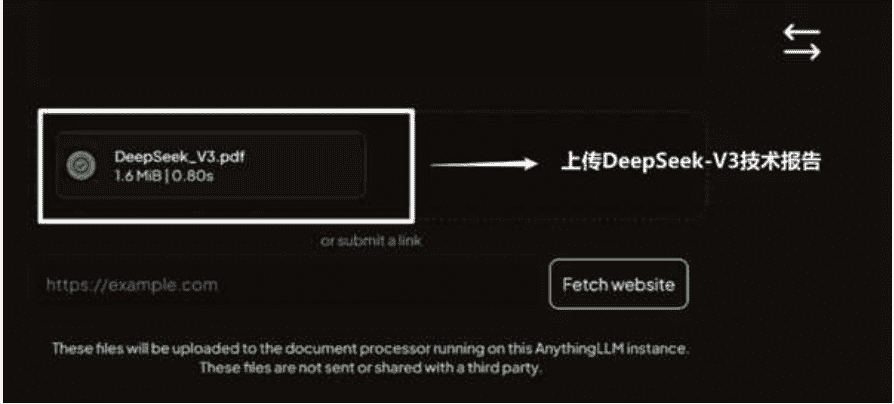 DeepSeek_V3.pdf
1.6 MiB | 0.80s
上传DeepSeek-V3技术报告
or submit a link
https://example.com
Fetch website
These files will be uploaded to the document processor running on this AnythingLLM instance.
These files are not sent or shared with a third party.